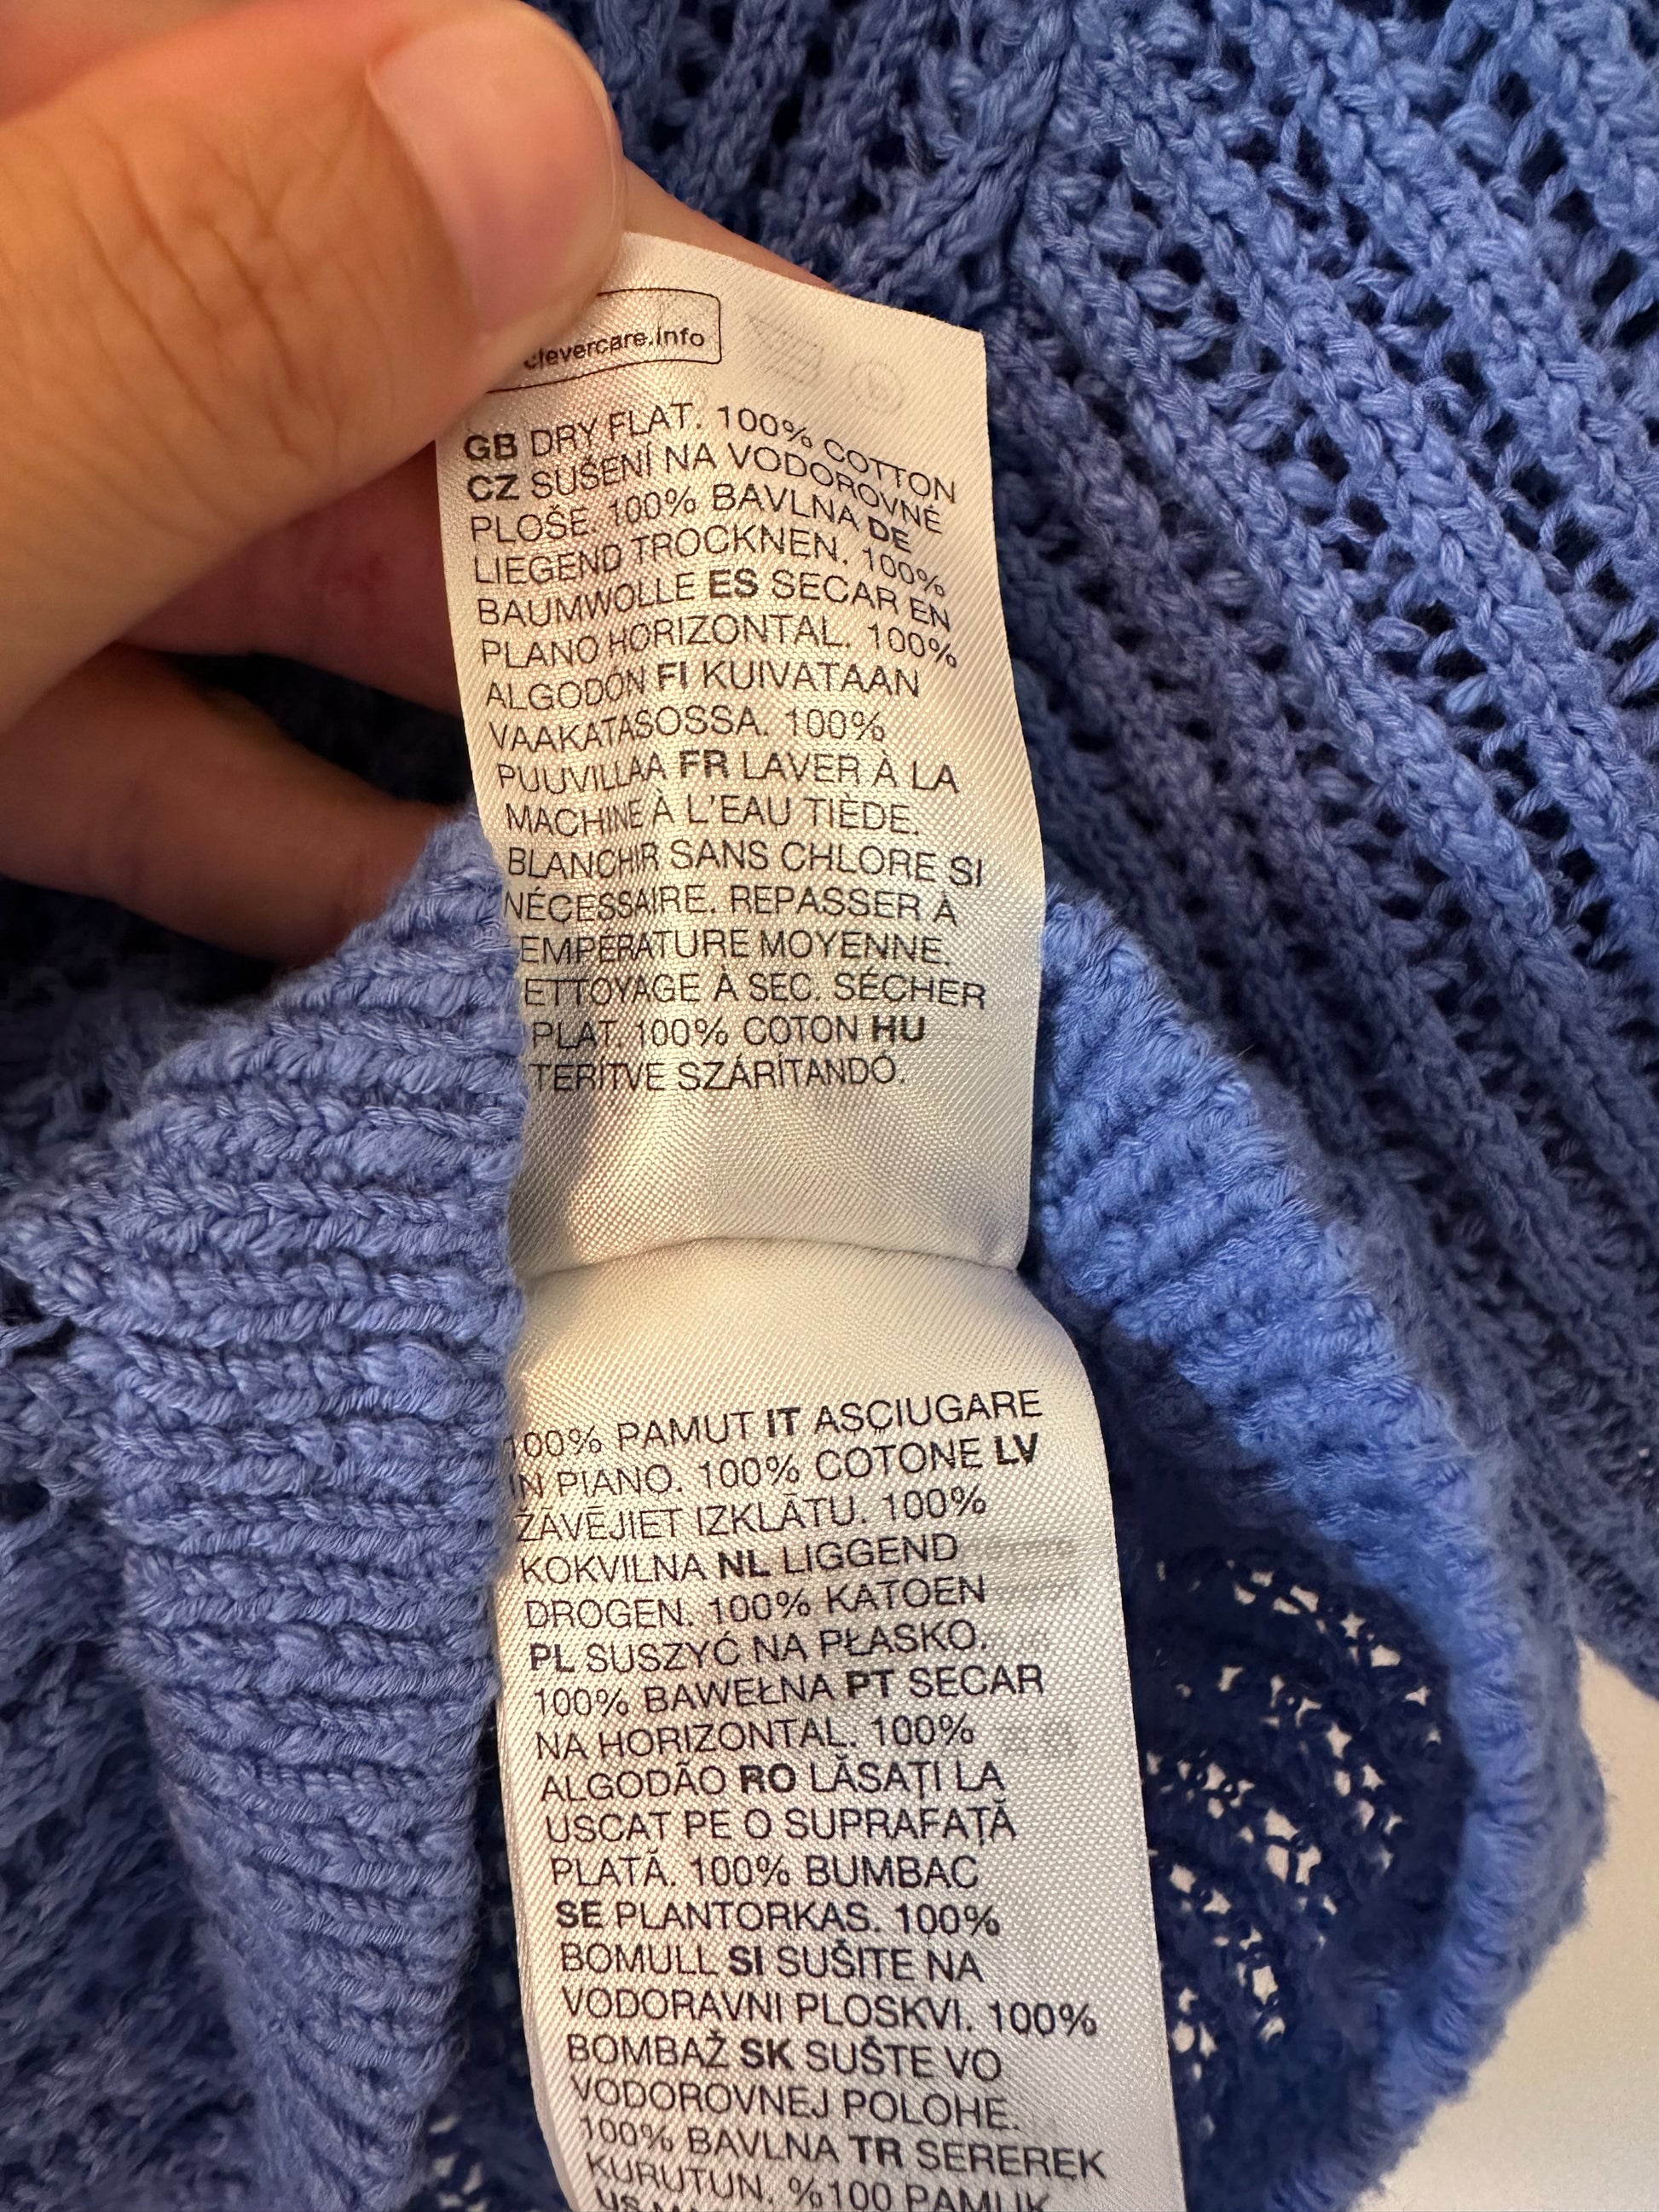 clevercare.info
GB DRY FLAT. 100% COTTON
CZ SUŠENÍ NA VODOROVNÉ
PLOŠE. 100% BAVLNA DE
LIEGEND TROCKNEN. 100%
BAUMWOLLE ES SECAR EN
PLANO HORIZONTAL. 100%
ALGODÓN FI KUIVATAAN
VAAKATASOSSA. 100%
PUUVILLAA FR LAVER À LA
MACHINE À L'EAU TIÈDE.
BLANCHIR SANS CHLORE SI
NÉCESSAIRE. REPASSER À
EMPÉRATURE MOYENNE.
ETTOYAGE À SEC. SÉCHER
PLAT. 100% COTON HU
TERÍTVE SZÁRÍTANDÓ.
100% PAMUT IT ASCIUGARE
IN PIANO. 100% COTONE LV
ŽĀVĒJIET IZKLĀTU. 100%
KOKVILNA NL LIGGEND
DROGEN. 100% KATOEN
PL SUSZYĆ NA PŁASKO.
100% BAWEŁNA PT SECAR
NA HORIZONTAL. 100%
ALGODÃO RO LĂSAȚI LA
USCAT PE O SUPRAFAȚĂ
PLATĂ. 100% BUMBAC
SE PLANTORKAS. 100%
BOMULL SI SUŠITE NA
VODORAVNI PLOSKVI. 100%
BOMBAŽ SK SUŠTE VO
VODOROVNEJ POLOHE.
100% BAVLNA TR SEREREK
KURUTUN. %100 PAMUK
US